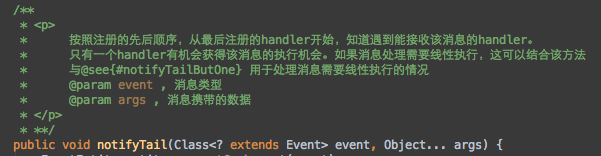 /**
* <p>
* 按照注册的先后顺序，从最后注册的handler开始，知道遇到能接收该消息的handler。
* 只有一个handler有机会获得该消息的执行机会。如果消息处理需要线性执行，这可以结合该方法
* 与@see{#notifyTailButOne} 用于处理消息需要线性执行的情况
* @param event , 消息类型
* @param args , 消息携带的数据
* </p>
* **/
public void notifyTail(Class<? extends Event> event, Object... args) {